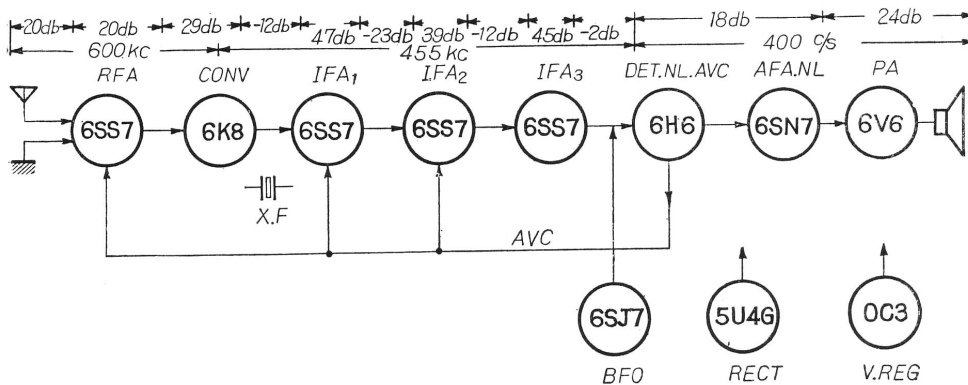 20db 20db 29db -12db 47db -23db 39db -12db 45db -2db 18db 24db
600kc 455kc 400 c/s
RFA CONV IFA1 I.FA2 IFA3 DET.NL.AVC AFA.NL PA
6SS7 6K8 6SS7 6SS7 6SS7 6H6 6SN7 6V6
X.F
AVC
6SJ7 5U4G 0C3
BFO RECT V.REG